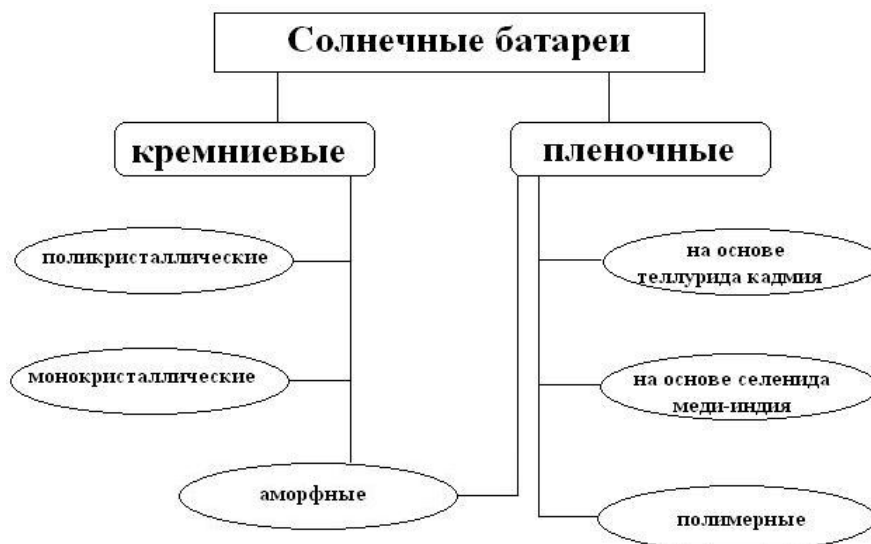 Солнечные батареи
кремниевые
пленочные
поликристаллические
на основе
теллурида кадмия
монокристаллические
на основе селенида
меди-индия
аморфные
полимерные